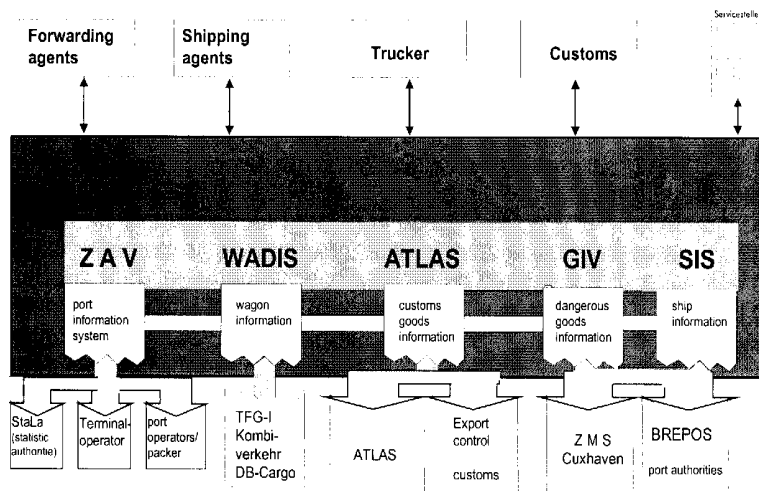 Servicestelle
Forwarding
agents
Shipping
agents
Trucker
Customs
Z A V
WADIS
ATLAS
GIV
SIS
port
information
system
wagon
information
customs
goods
information
dangerous
goods
information
ship
information
StaLa
(statistic
authoritie)
Terminal-
operator
port
operators/
packer
TFG-I
Kombi-
verkehr
DB-Cargo
ATLAS
Export
control
customs
Z M S
Cuxhaven
BREPOS
port authorities